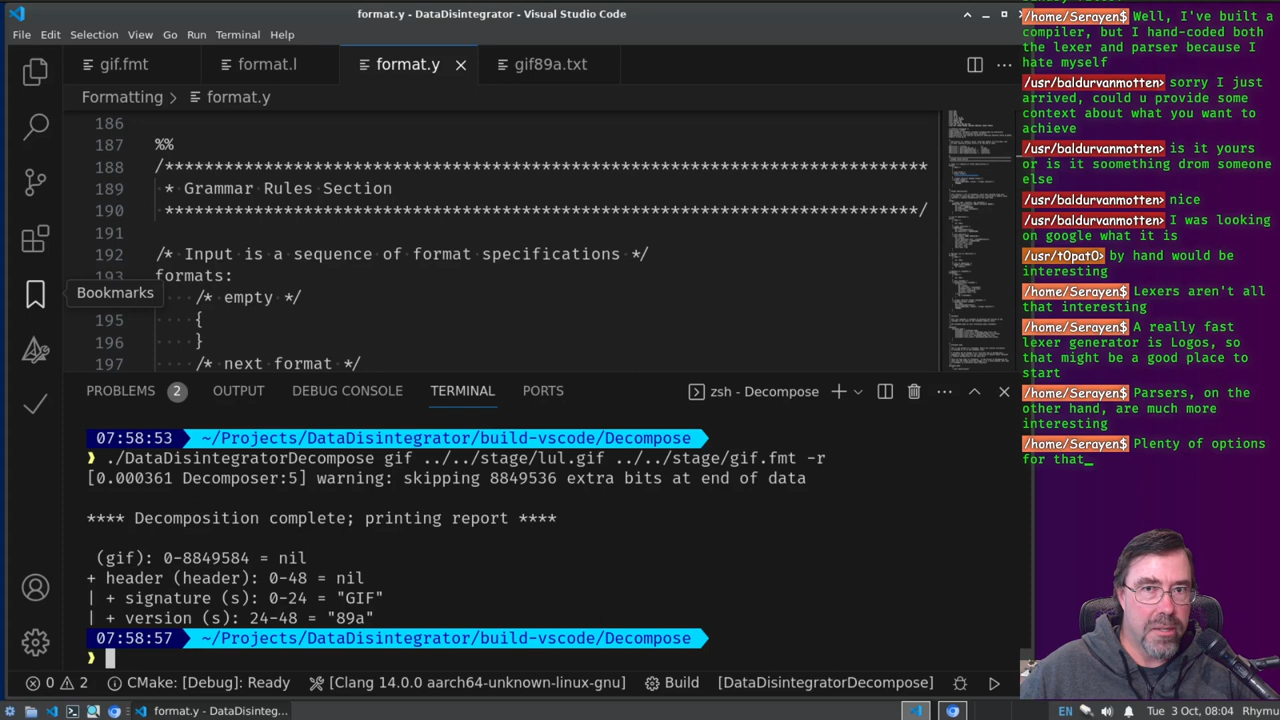 format.y - DataDisintegrator - Visual Studio Code
File Edit Selection View Go Run Terminal Help
gif.fmt format.l format.y gif89a.txt
Formatting > format.y
186
187 %%
/***********************************************************************
189 * Grammar Rules Section
190 ***********************************************************************/
191
192 /* Input is a sequence of format specifications */
193 formats:
/* empty */
195 {
196 }
197 /* next format */
Bookmarks
PROBLEMS 2 OUTPUT DEBUG CONSOLE TERMINAL PORTS
zsh - Decompose
07:58:53 ~/Projects/DataDisintegrator/build-vscode/Decompose
❯ ./DataDisintegratorDecompose gif ../../stage/lul.gif ../../stage/gif.fmt -r
[0.000361 Decomposer:5] warning: skipping 8849536 extra bits at end of data
**** Decomposition complete; printing report ****
(gif): 0-8849584 = nil
+ header (header): 0-48 = nil
| + signature (s): 0-24 = "GIF"
| + version (s): 24-48 = "89a"
07:58:57 ~/Projects/DataDisintegrator/build-vscode/Decompose
❯
0 2 CMake: [Debug]: Ready [Clang 14.0.0 aarch64-unknown-linux-gnu] Build [DataDisintegratorDecompose]
format.y - DataDisinteg...
EN Tue 3 Oct, 08:04 Rhymu
/home/Serayen$ Well, I've built a
compiler, but I hand-coded both
the lexer and parser because I
hate myself
/usr/baldurvanmotten> sorry I just
arrived, could u provide some
context about what you want to
achieve
/usr/baldurvanmotten> is it yours
or is it soomething drom someone
else
/usr/baldurvanmotten> nice
/usr/baldurvanmotten> I was looking
on google what it is
/usr/t0pat0> by hand would be
interesting
/home/Serayen$ Lexers aren't all
that interesting
/home/Serayen$ A really fast
lexer generator is Logos, so
that might be a good place to
start
/home/Serayen$ Parsers, on the
other hand, are much more
interesting
/home/Serayen$ Plenty of options
for that_